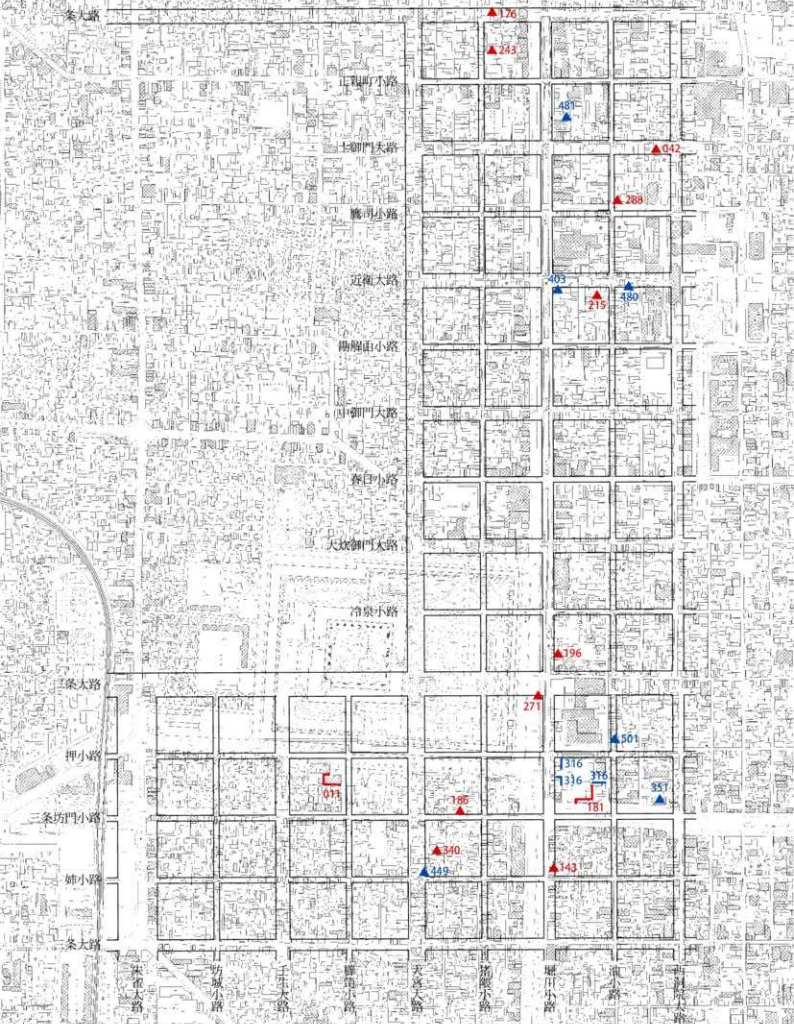 条大路
176
243
正親町小路
481
土御門大路
042
288
鷹司小路
近衛大路
403
215
480
勘解由小路
中御門大路
春日小路
大炊御門大路
冷泉小路
196
条大路
271
501
押小路
316
316
316
011
186
181
351
三条坊門小路
340
449
143
姉小路
条大路
朱雀大路
坊城小路
壬生大路
櫛笥小路
大宮大路
猪隈小路
堀川小路
油小路
西洞院大路